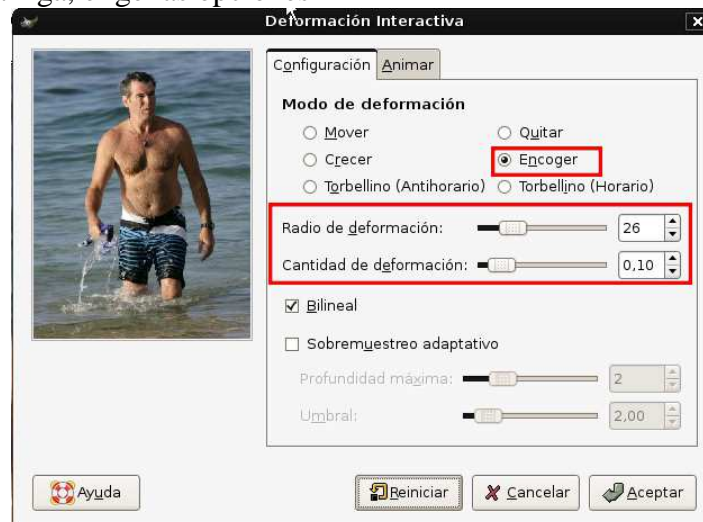 Deformación Interactiva
Configuración Animar
Modo de deformación
Mover Quitar
Crecer Encoger
Torbellino (Antihorario) Torbellino (Horario)
Radio de deformación: 26
Cantidad de deformación: 0,10
Bilineal
Sobremuestreo adaptativo
Profundidad máxima: 2
Umbral: 2,00
Ayuda Reiniciar Cancelar Aceptar